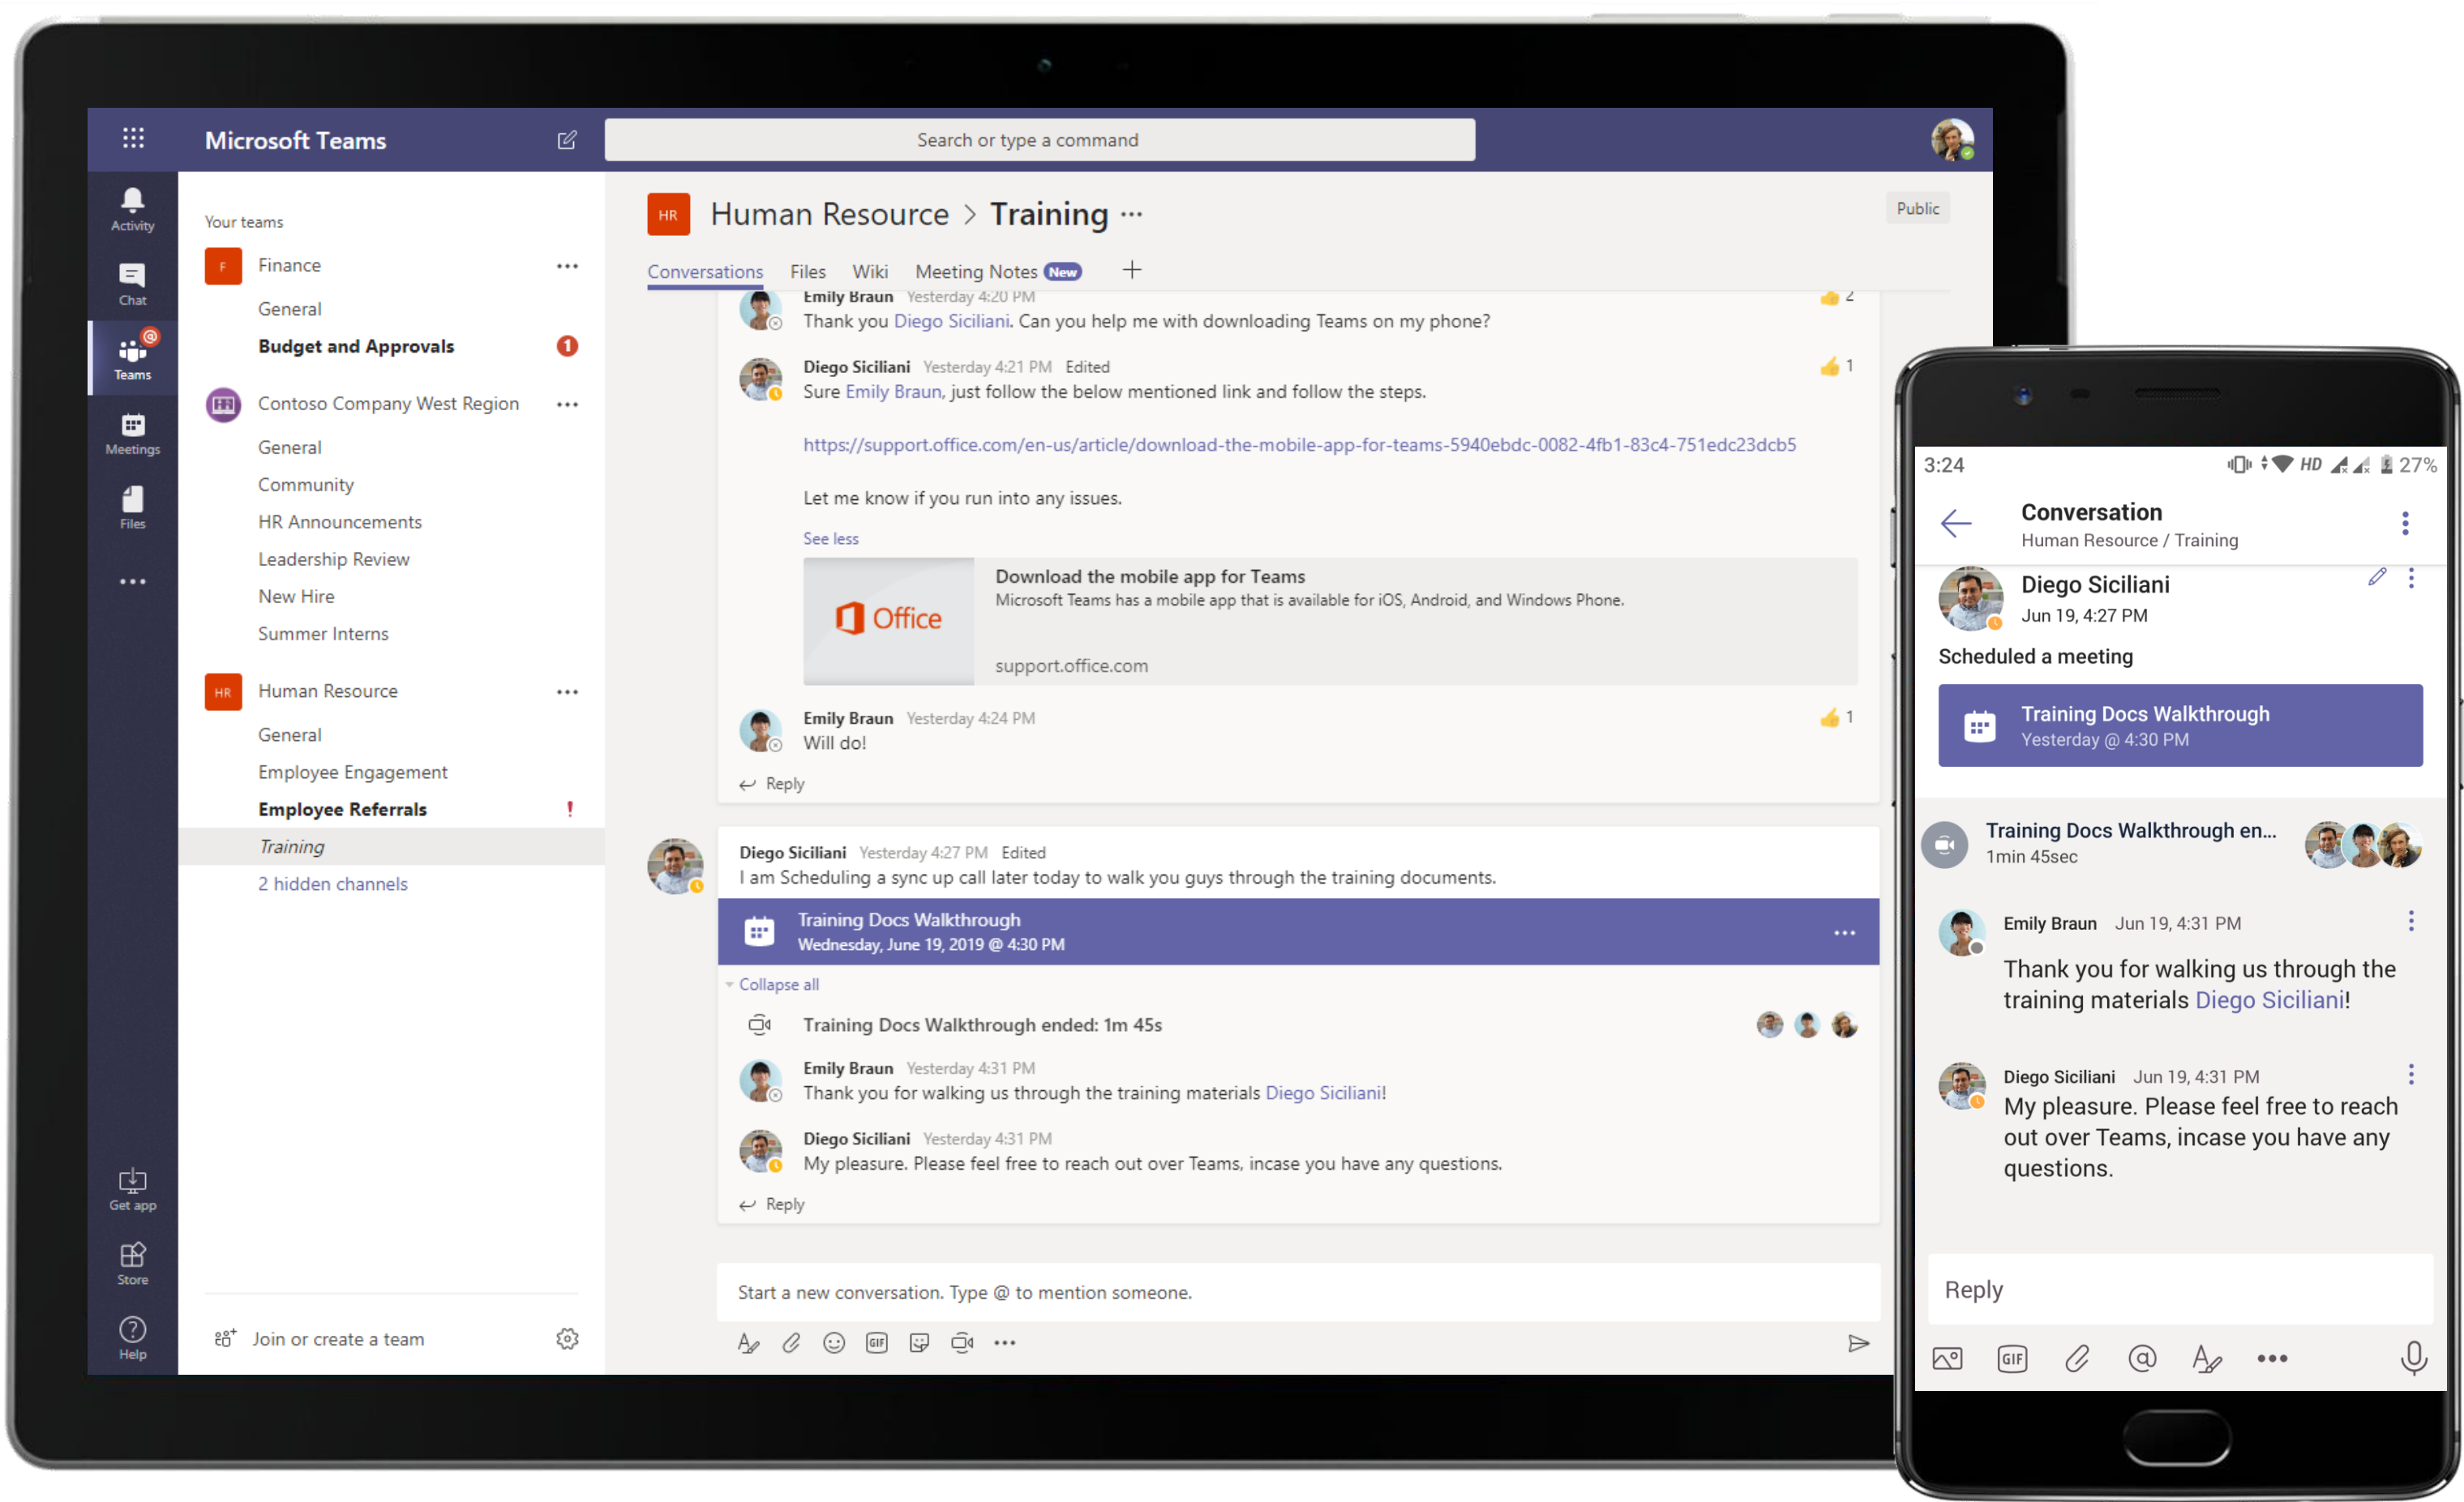 Microsoft Teams
Search or type a command
Activity
Chat
@
Teams
Meetings
Files
Get app
Store
Help
Your teams
F Finance
General
Budget and Approvals 1
Contoso Company West Region
General
Community
HR Announcements
Leadership Review
New Hire
Summer Interns
HR Human Resource
General
Employee Engagement
Employee Referrals !
Training
2 hidden channels
Join or create a team
HR Human Resource > Training ...
Public
Conversations Files Wiki Meeting Notes New +
Emily Braun Yesterday 4:20 PM 2
Thank you Diego Siciliani. Can you help me with downloading Teams on my phone?
Diego Siciliani Yesterday 4:21 PM Edited 1
Sure Emily Braun, just follow the below mentioned link and follow the steps.
https://support.office.com/en-us/article/download-the-mobile-app-for-teams-5940ebdc-0082-4fb1-83c4-751edc23dcb5
Let me know if you run into any issues.
See less
Office
Download the mobile app for Teams
Microsoft Teams has a mobile app that is available for iOS, Android, and Windows Phone.
support.office.com
Emily Braun Yesterday 4:24 PM 1
Will do!
Reply
Diego Siciliani Yesterday 4:27 PM Edited
I am Scheduling a sync up call later today to walk you guys through the training documents.
Training Docs Walkthrough
Wednesday, June 19, 2019 @ 4:30 PM
Collapse all
Training Docs Walkthrough ended: 1m 45s
Emily Braun Yesterday 4:31 PM
Thank you for walking us through the training materials Diego Siciliani!
Diego Siciliani Yesterday 4:31 PM
My pleasure. Please feel free to reach out over Teams, incase you have any questions.
Reply
Start a new conversation. Type @ to mention someone.
GIF
3:24 HD 27%
Conversation
Human Resource / Training
Diego Siciliani
Jun 19, 4:27 PM
Scheduled a meeting
Training Docs Walkthrough
Yesterday @ 4:30 PM
Training Docs Walkthrough en...
1min 45sec
Emily Braun Jun 19, 4:31 PM
Thank you for walking us through the
training materials Diego Siciliani!
Diego Siciliani Jun 19, 4:31 PM
My pleasure. Please feel free to reach
out over Teams, incase you have any
questions.
Reply
GIF @